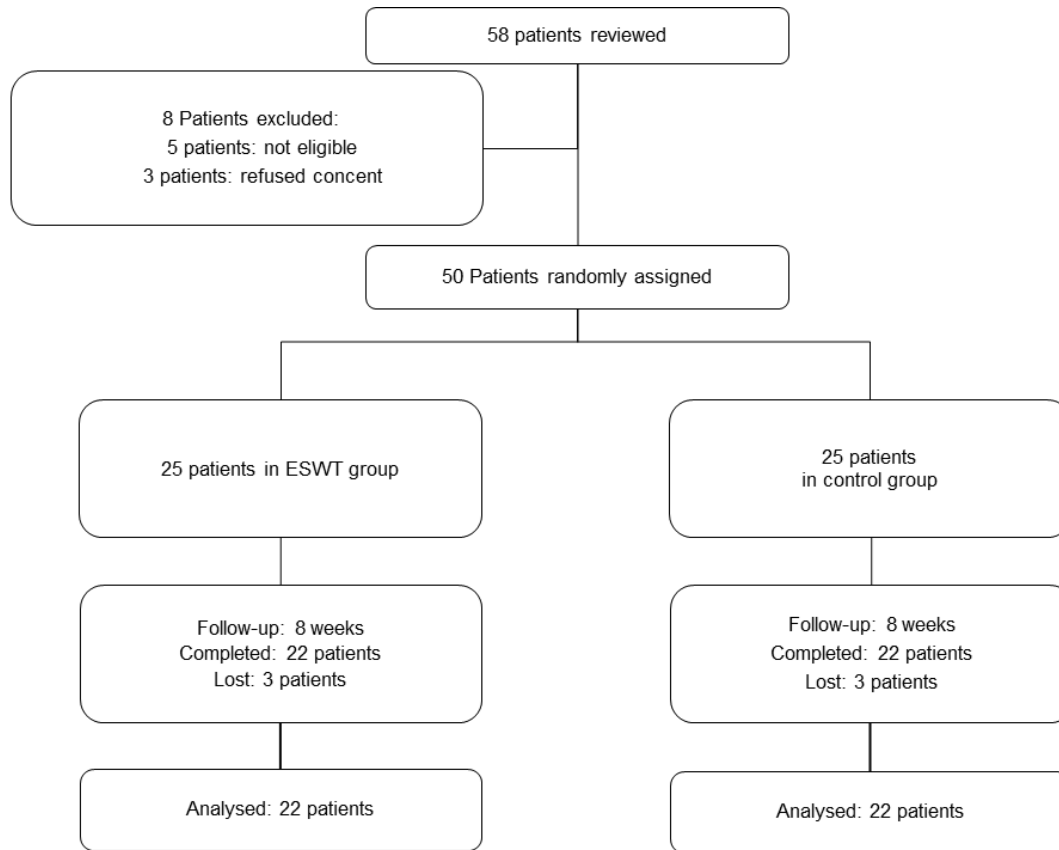 58 patients reviewed
8 Patients excluded:
5 patients: not eligible
3 patients: refused concent
50 Patients randomly assigned
25 patients in ESWT group
25 patients
in control group
Follow-up: 8 weeks
Completed: 22 patients
Lost: 3 patients
Follow-up: 8 weeks
Completed: 22 patients
Lost: 3 patients
Analysed: 22 patients
Analysed: 22 patients